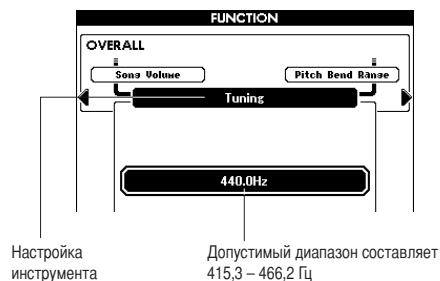 FUNCTION
OVERALL
Song Volume
Pitch Bend Range
Tuning
440.0Hz
Настройка
инструмента
Допустимый диапазон составляет
415,3 – 466,2 Гц